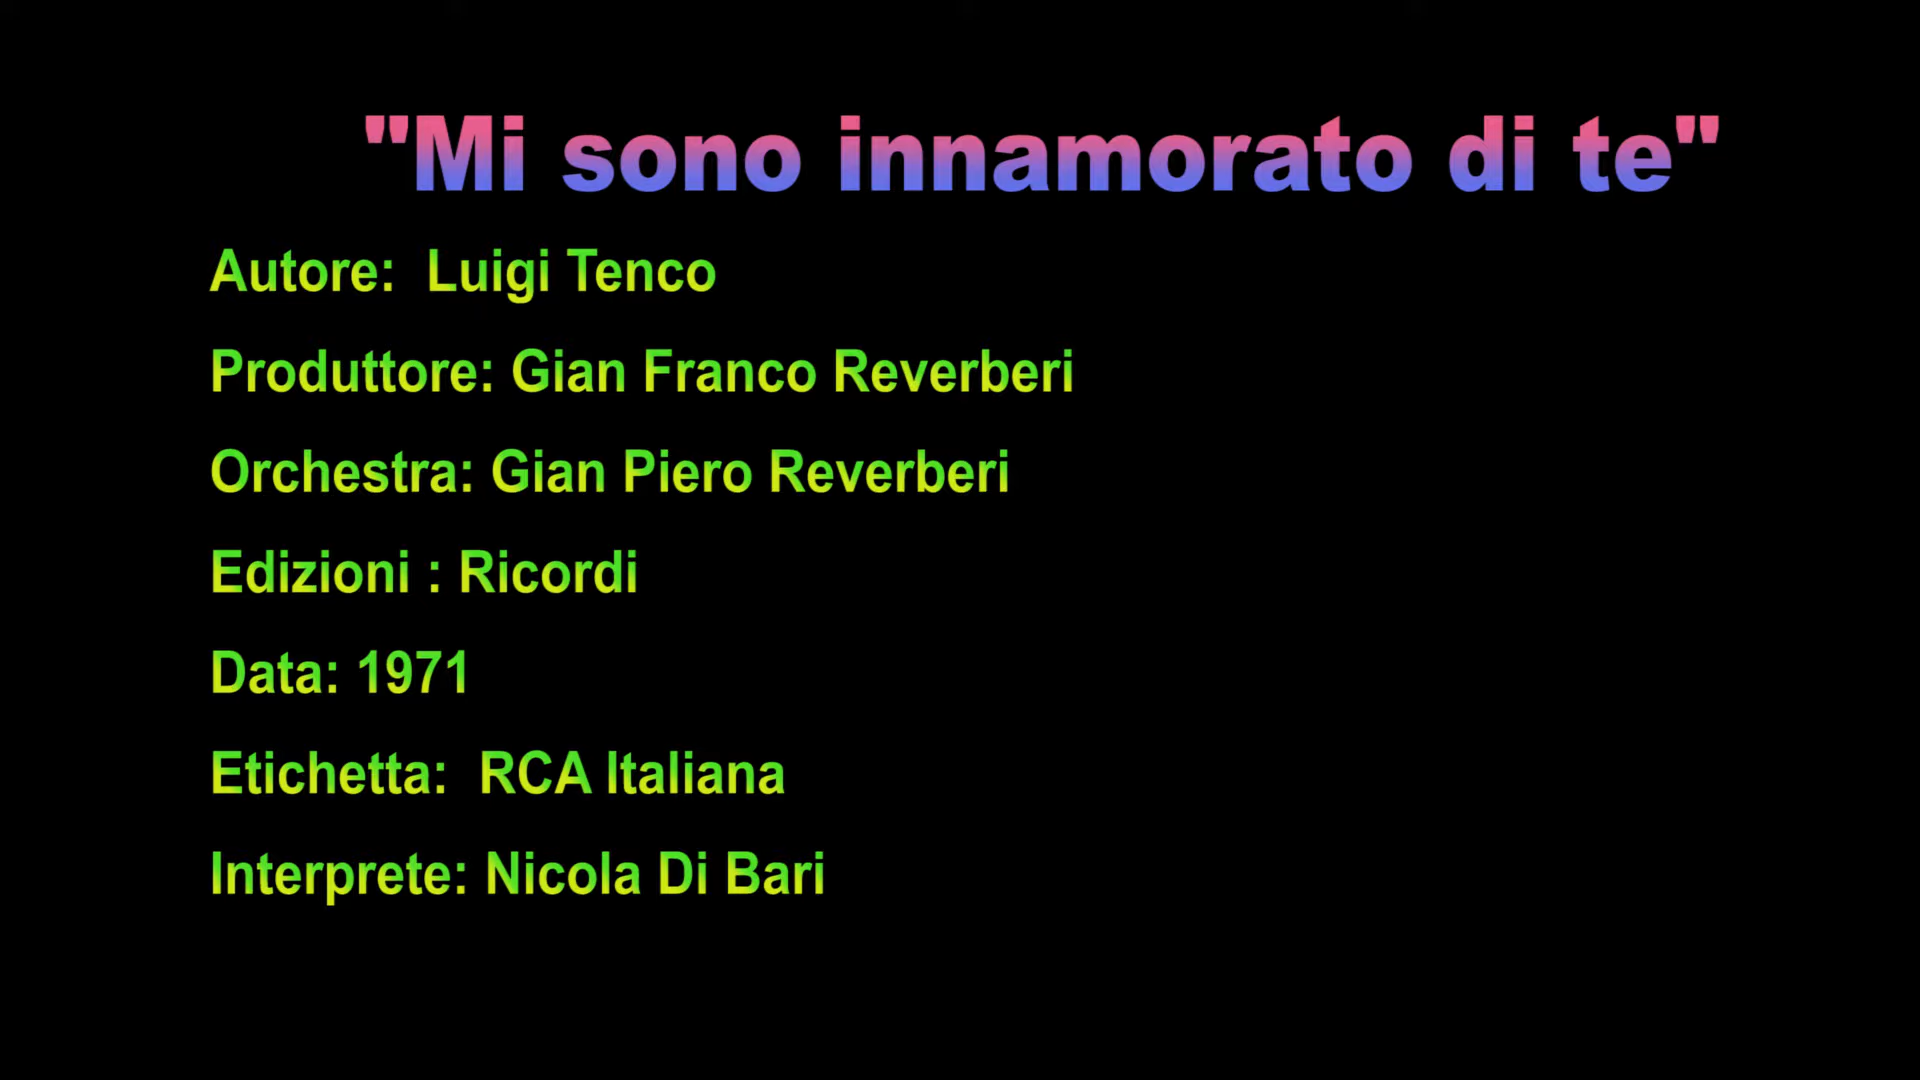 "Mi sono innamorato di te"
Autore:  Luigi Tenco
Produttore: Gian Franco Reverberi
Orchestra: Gian Piero Reverberi
Edizioni : Ricordi
Data: 1971
Etichetta:  RCA Italiana
Interprete: Nicola Di Bari